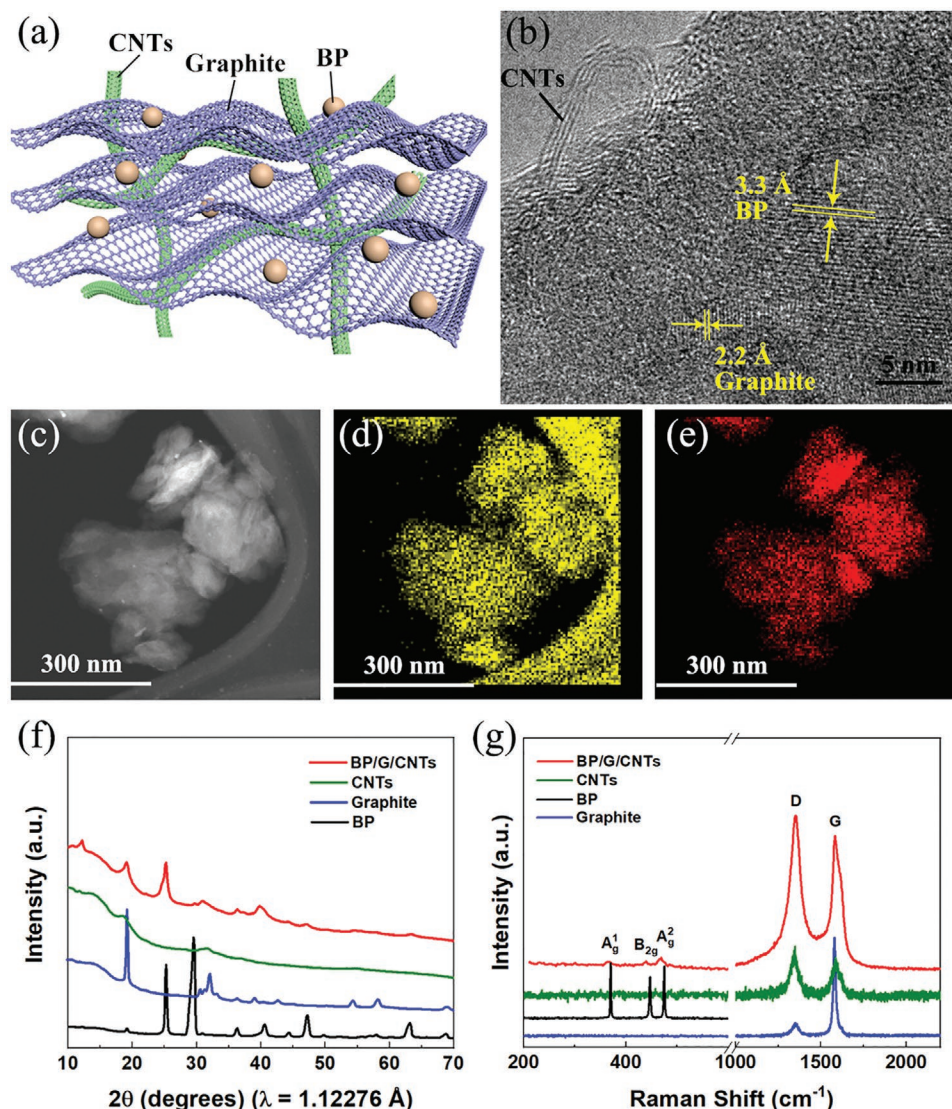 (a)
CNTs
Graphite
BP
(b)
CNTs
3.3 Å
BP
2.2 Å
Graphite
5 nm
(c)
300 nm
(d)
300 nm
(e)
300 nm
(f)
BP/G/CNTs
CNTs
Graphite
BP
Intensity (a.u.)
10 20 30 40 50 60 70
2θ (degrees) (λ = 1.12276 Å)
(g)
BP/G/CNTs
CNTs
BP
Graphite
D
G
A¹g
B₂g
A²g
Intensity (a.u.)
200 400 600 1000 1500 2000
Raman Shift (cm⁻¹)